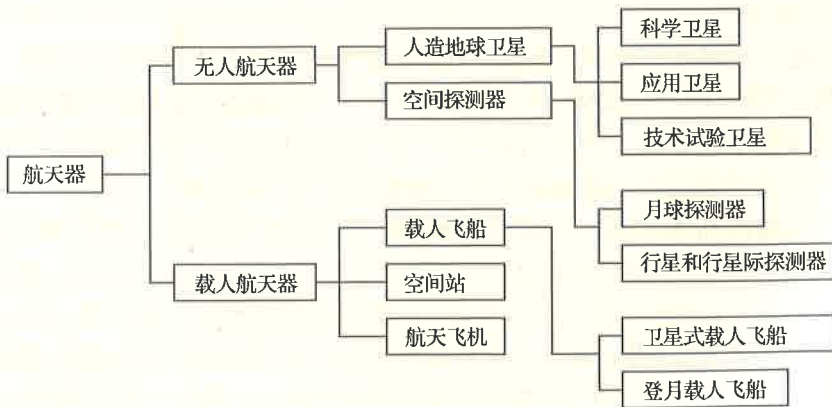 航天器
无人航天器
人造地球卫星
科学卫星
应用卫星
技术试验卫星
空间探测器
月球探测器
行星和行星际探测器
载人航天器
载人飞船
卫星式载人飞船
登月载人飞船
空间站
航天飞机